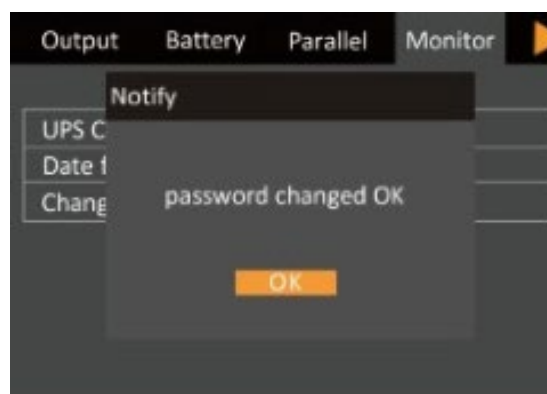 Output Battery Parallel Monitor
Notify
UPS C
Date f
Chang
password changed OK
OK